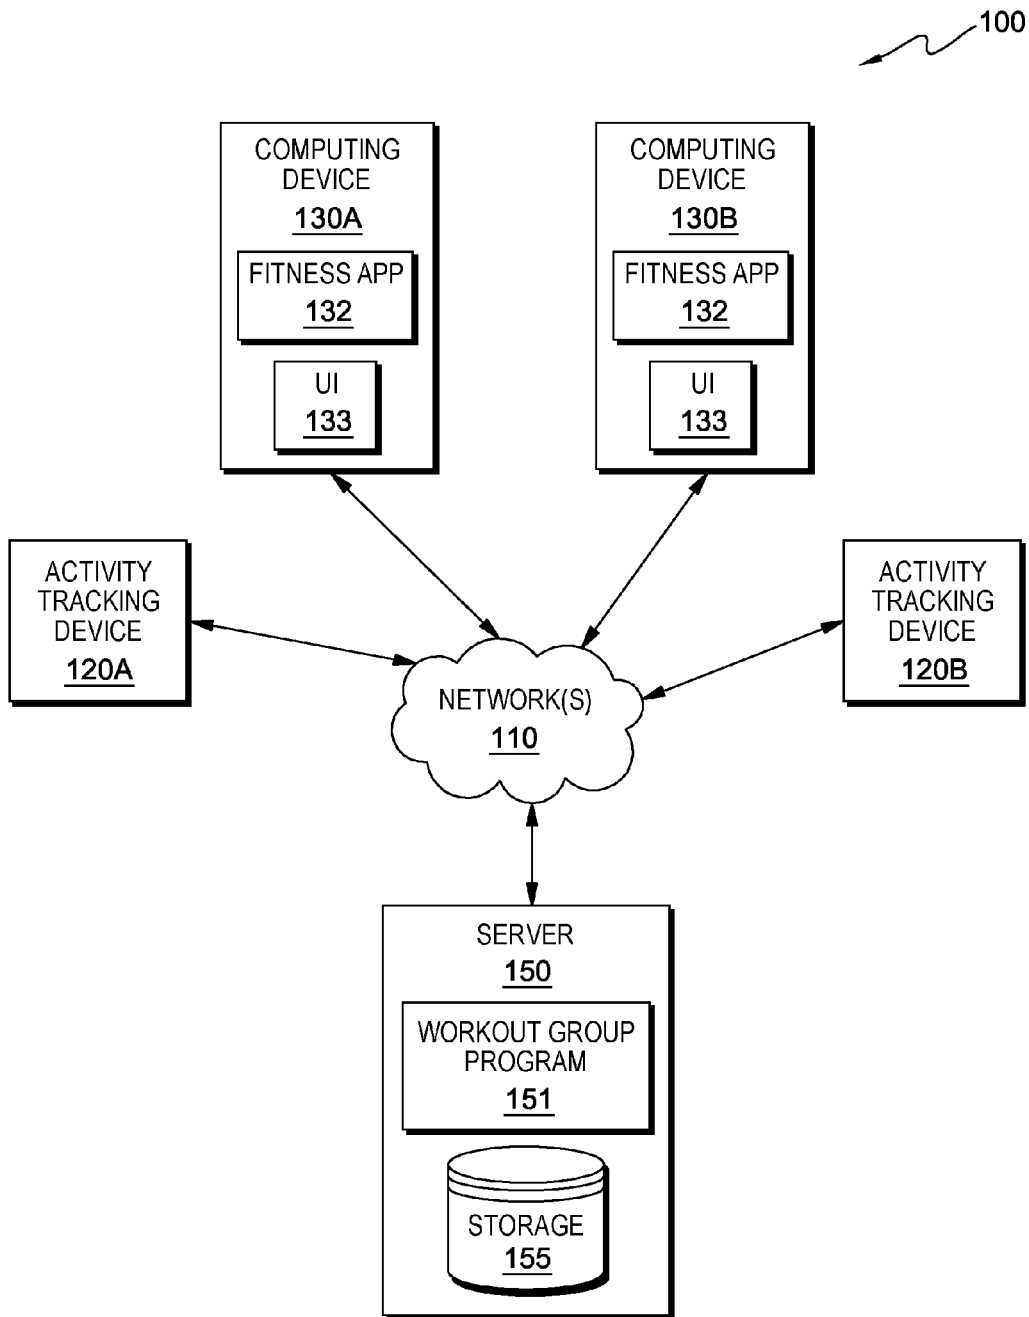 100
COMPUTING
DEVICE
130A
FITNESS APP
132
UI
133
COMPUTING
DEVICE
130B
FITNESS APP
132
UI
133
ACTIVITY
TRACKING
DEVICE
120A
NETWORK(S)
110
ACTIVITY
TRACKING
DEVICE
120B
SERVER
150
WORKOUT GROUP
PROGRAM
151
STORAGE
155